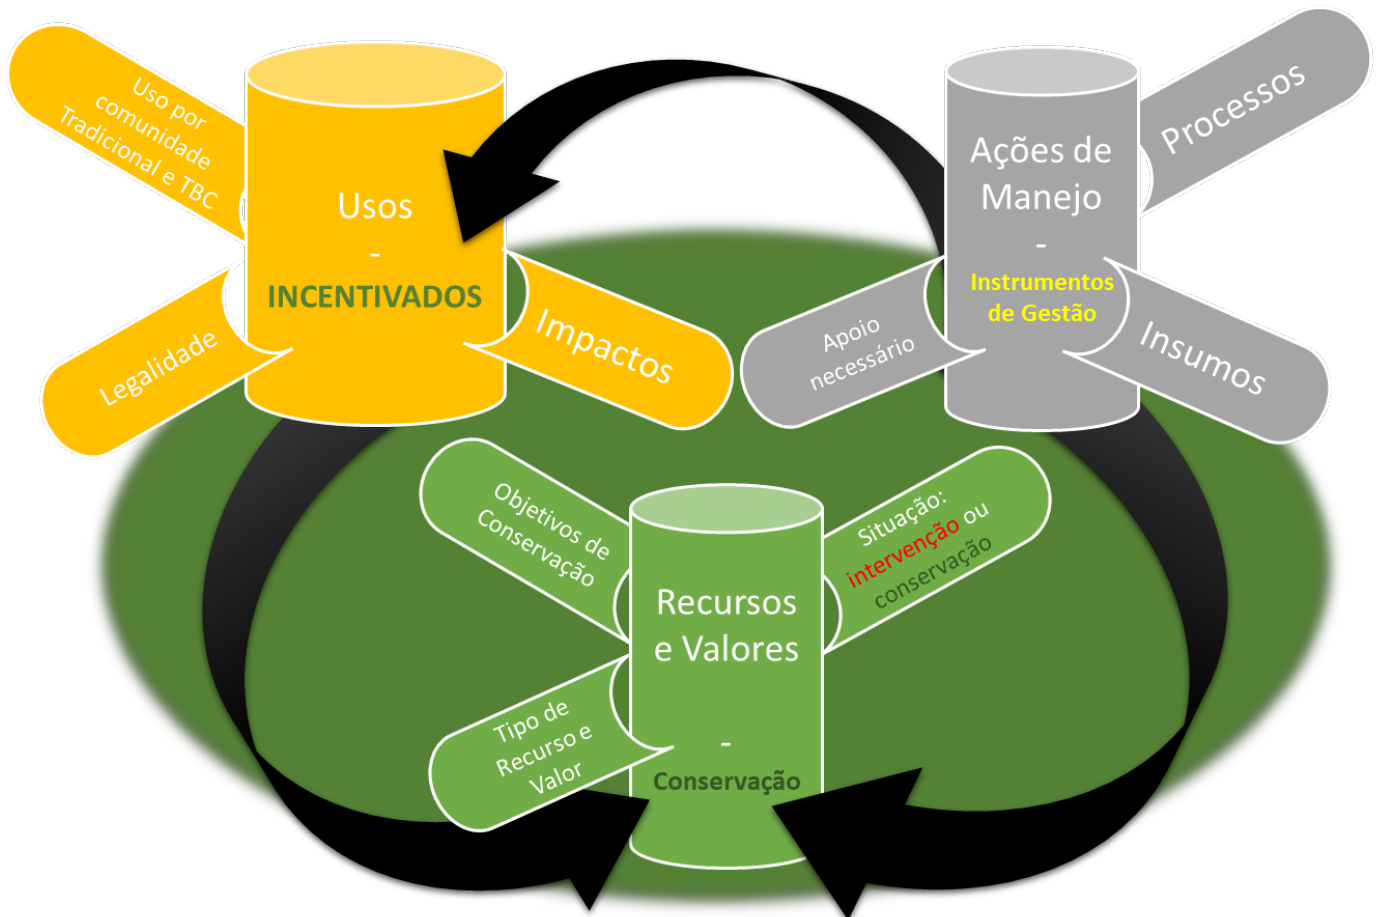 Uso por
comunidade
Tradicional e TBC
Usos
-
INCENTIVADOS
Legalidade
Impactos
Ações de
Manejo
-
Instrumentos
de Gestão
Processos
Apoio
necessário
Insumos
Objetivos de
Conservação
Situação:
intervenção ou
conservação
Recursos
e Valores
-
Conservação
Tipo de
Recurso e
Valor